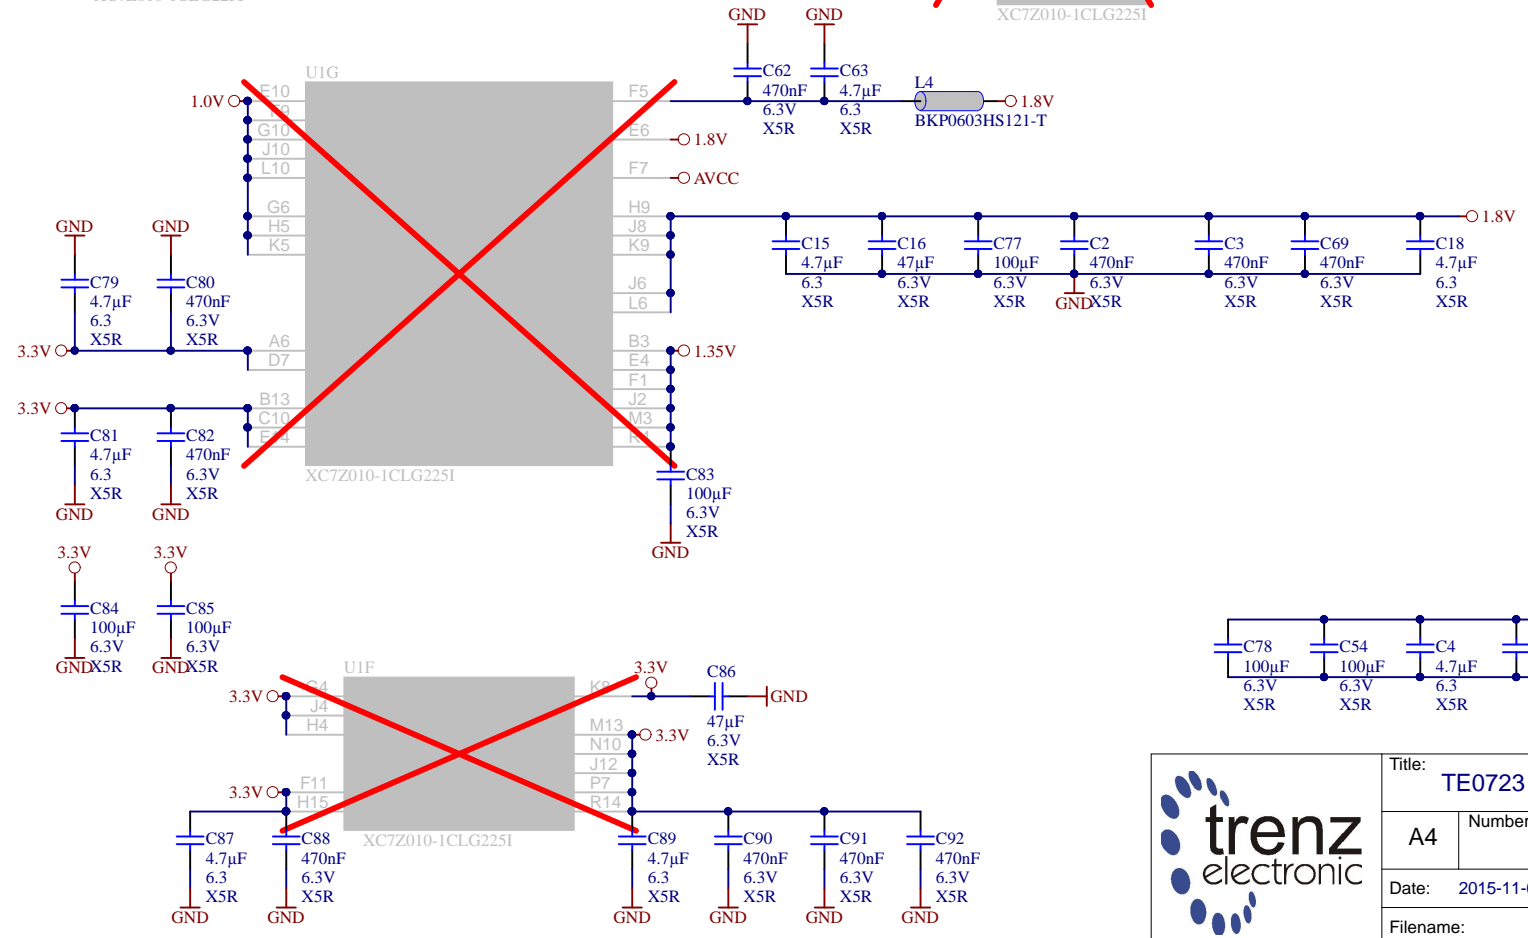 XC7Z010-1CLG225I
GND
GND
C62
470nF
6.3V
X5R
C63
4.7µF
6.3
X5R
L4
BKP0603HS121-T
1.8V
U1G
1.0V
E10
F9
G10
J10
L10
G6
H5
K5
A6
D7
B13
C10
E14
F5
E6
1.8V
F7
AVCC
H9
J8
K9
J6
L6
B3
1.35V
E4
F1
J2
M3
R4
XC7Z010-1CLG225I
1.8V
C15
4.7µF
6.3
X5R
C16
47µF
6.3V
X5R
C77
100µF
6.3V
X5R
C2
470nF
6.3V
X5R
GND
C3
470nF
6.3V
X5R
C69
470nF
6.3V
X5R
C18
4.7µF
6.3
X5R
GND
GND
C79
4.7µF
6.3
X5R
C80
470nF
6.3V
X5R
3.3V
3.3V
C81
4.7µF
6.3
X5R
GND
C82
470nF
6.3V
X5R
GND
C83
100µF
6.3V
X5R
GND
3.3V
3.3V
C84
100µF
6.3V
X5R
GND
C85
100µF
6.3V
X5R
GND
C78
100µF
6.3V
X5R
C54
100µF
6.3V
X5R
C4
4.7µF
6.3
X5R
U1F
3.3V
G4
J4
H4
3.3V
F11
H15
3.3V
K8
C86
47µF
6.3V
X5R
GND
M13
3.3V
N10
J12
P7
R14
XC7Z010-1CLG225I
C87
4.7µF
6.3
X5R
GND
C88
470nF
6.3V
X5R
GND
C89
4.7µF
6.3
X5R
GND
C90
470nF
6.3V
X5R
GND
C91
470nF
6.3V
X5R
GND
C92
470nF
6.3V
X5R
GND
trenz
electronic
Title:
TE0723
A4
Number
Date: 2015-11-
Filename: